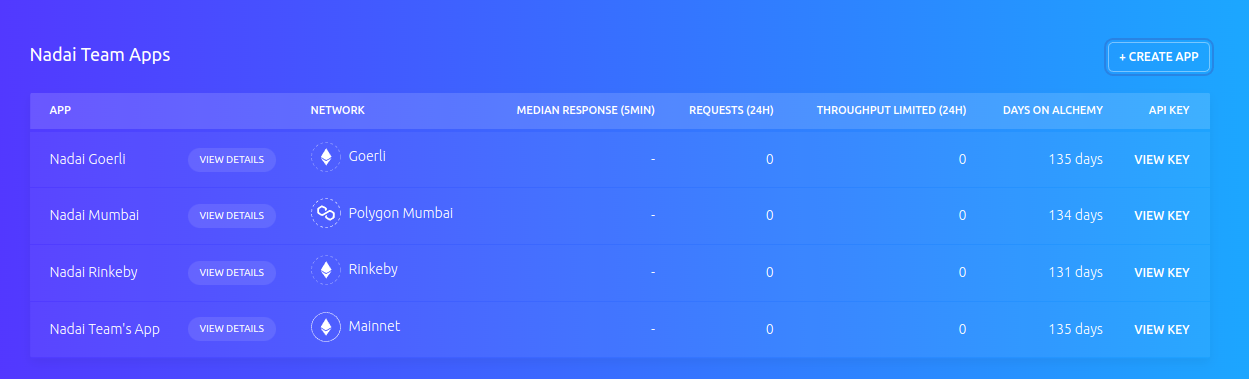 Nadai Team Apps
+ CREATE APP
APP NETWORK MEDIAN RESPONSE (5MIN) REQUESTS (24H) THROUGHPUT LIMITED (24H) DAYS ON ALCHEMY API KEY
Nadai Goerli VIEW DETAILS Goerli - 0 0 135 days VIEW KEY
Nadai Mumbai VIEW DETAILS Polygon Mumbai - 0 0 134 days VIEW KEY
Nadai Rinkeby VIEW DETAILS Rinkeby - 0 0 131 days VIEW KEY
Nadai Team's App VIEW DETAILS Mainnet - 0 0 135 days VIEW KEY